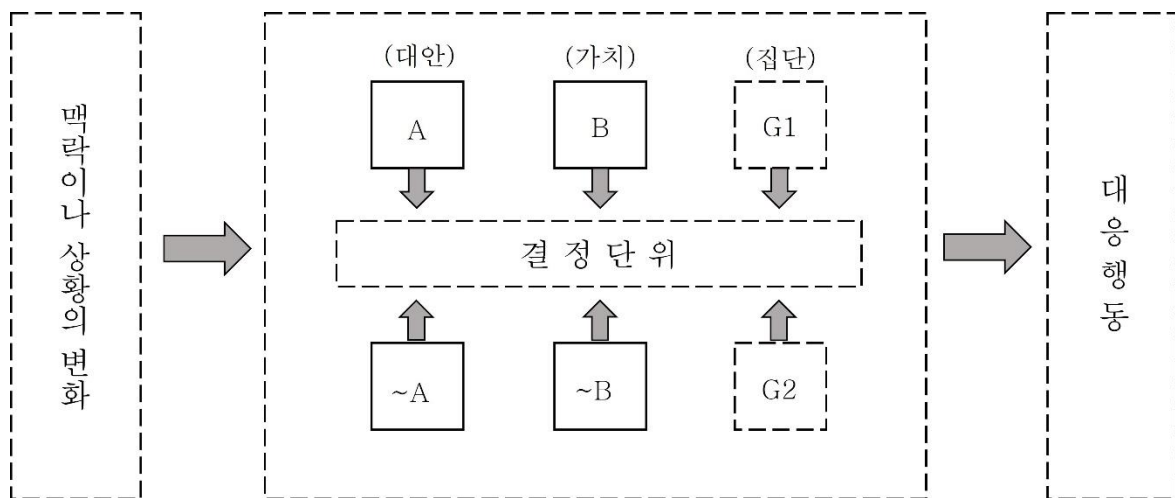 맥락이나 상황의 변화
(대안) (가치) (집단)
A B G1
결정단위
~A ~B G2
대응행동